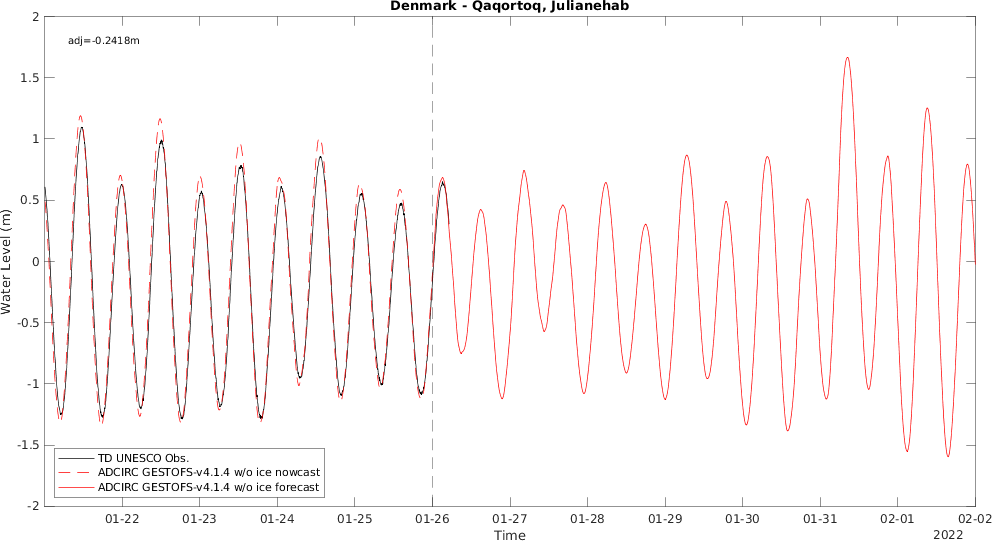 Denmark - Qaqortoq, Julianehab
adj=-0.2418m
2
1.5
1
0.5
0
-0.5
-1
-1.5
-2
Water Level (m)
TD UNESCO Obs.
ADCIRC GESTOFS-v4.1.4 w/o ice nowcast
ADCIRC GESTOFS-v4.1.4 w/o ice forecast
01-22 01-23 01-24 01-25 01-26 01-27 01-28 01-29 01-30 01-31 02-01 02-02
Time
2022